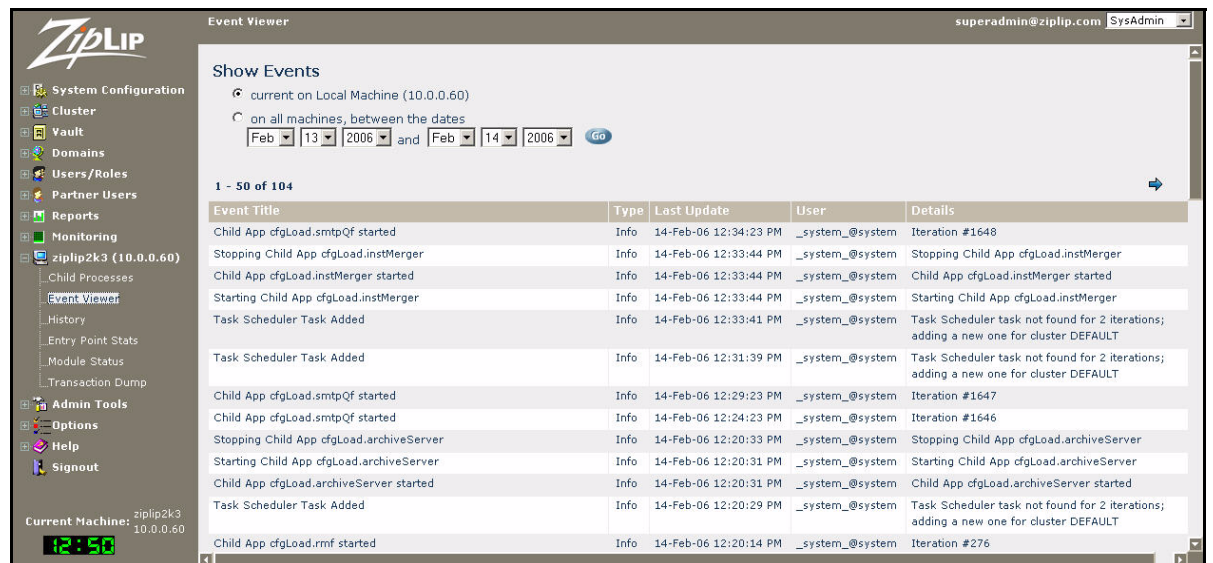 ZipLip
Event Viewer
superadmin@ziplip.com SysAdmin
System Configuration
Cluster
Vault
Domains
Users/Roles
Partner Users
Reports
Monitoring
ziplip2k3 (10.0.0.60)
Child Processes
Event Viewer
History
Entry Point Stats
Module Status
Transaction Dump
Admin Tools
Options
Help
Signout
Current Machine: ziplip2k3
10.0.0.60
12:50
Show Events
current on Local Machine (10.0.0.60)
on all machines, between the dates
Feb 13 2006 and Feb 14 2006 Go
1 - 50 of 104
Event Title Type Last Update User Details
Child App cfgLoad.smtpQf started Info 14-Feb-06 12:34:23 PM _system_@system Iteration #1648
Stopping Child App cfgLoad.instMerger Info 14-Feb-06 12:33:44 PM _system_@system Stopping Child App cfgLoad.instMerger
Child App cfgLoad.instMerger started Info 14-Feb-06 12:33:44 PM _system_@system Child App cfgLoad.instMerger started
Starting Child App cfgLoad.instMerger Info 14-Feb-06 12:33:44 PM _system_@system Starting Child App cfgLoad.instMerger
Task Scheduler Task Added Info 14-Feb-06 12:33:41 PM _system_@system Task Scheduler task not found for 2 iterations;
adding a new one for cluster DEFAULT
Task Scheduler Task Added Info 14-Feb-06 12:31:39 PM _system_@system Task Scheduler task not found for 2 iterations;
adding a new one for cluster DEFAULT
Child App cfgLoad.smtpQf started Info 14-Feb-06 12:29:23 PM _system_@system Iteration #1647
Child App cfgLoad.smtpQf started Info 14-Feb-06 12:24:23 PM _system_@system Iteration #1646
Stopping Child App cfgLoad.archiveServer Info 14-Feb-06 12:20:33 PM _system_@system Stopping Child App cfgLoad.archiveServer
Starting Child App cfgLoad.archiveServer Info 14-Feb-06 12:20:31 PM _system_@system Starting Child App cfgLoad.archiveServer
Child App cfgLoad.archiveServer started Info 14-Feb-06 12:20:31 PM _system_@system Child App cfgLoad.archiveServer started
Task Scheduler Task Added Info 14-Feb-06 12:20:29 PM _system_@system Task Scheduler task not found for 2 iterations;
adding a new one for cluster DEFAULT
Child App cfgLoad.rmf started Info 14-Feb-06 12:20:14 PM _system_@system Iteration #276